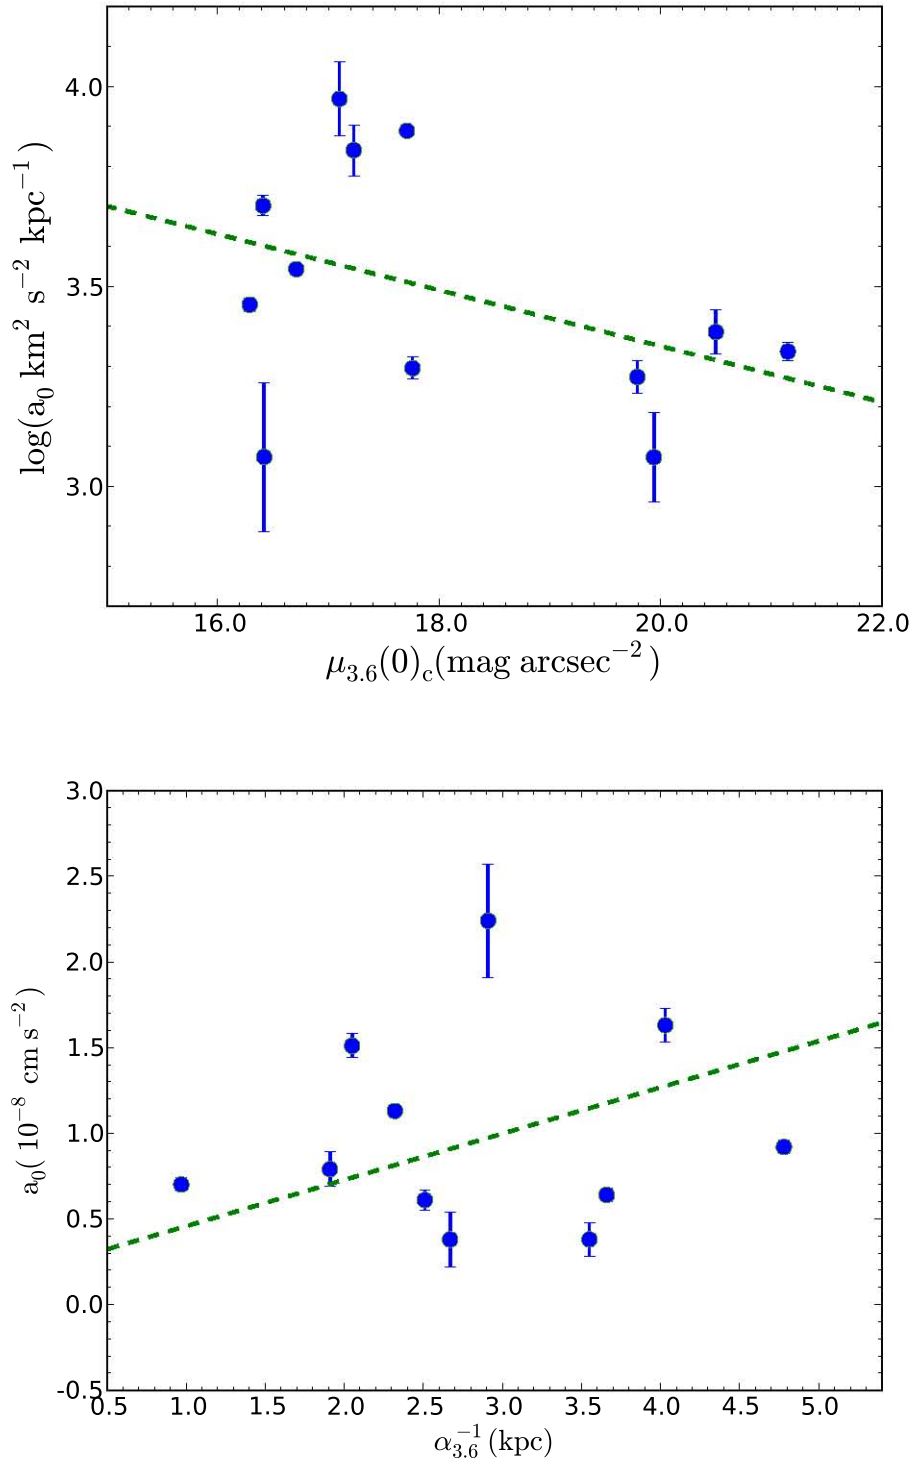 4.0
3.5
3.0
log(a₀ km² s⁻² kpc⁻¹)
16.0 18.0 20.0 22.0
μ₃.₆(0)c(mag arcsec⁻²)
3.0
2.5
2.0
1.5
1.0
0.5
0.0
-0.5
a₀(10⁻⁸ cm s⁻²)
0.5 1.0 1.5 2.0 2.5 3.0 3.5 4.0 4.5 5.0
α₃.₆⁻¹(kpc)